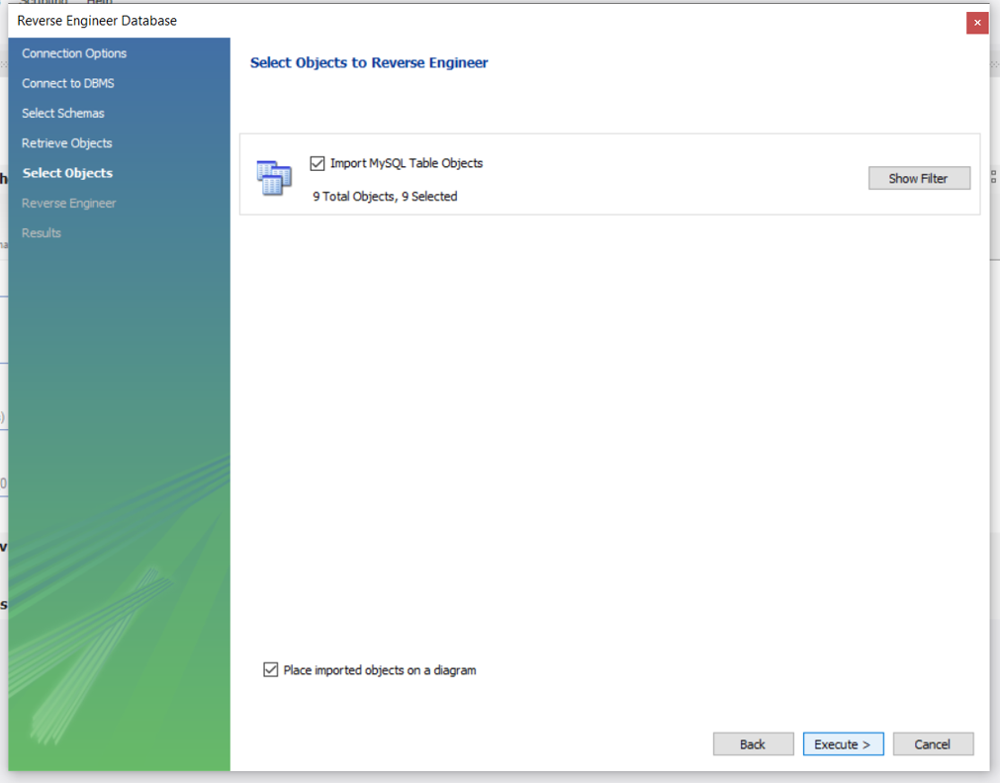 Scripting Help
Reverse Engineer Database
Connection Options
Connect to DBMS
Select Schemas
Retrieve Objects
Select Objects
Reverse Engineer
Results
Select Objects to Reverse Engineer
Import MySQL Table Objects
9 Total Objects, 9 Selected
Show Filter
Place imported objects on a diagram
Back
Execute >
Cancel